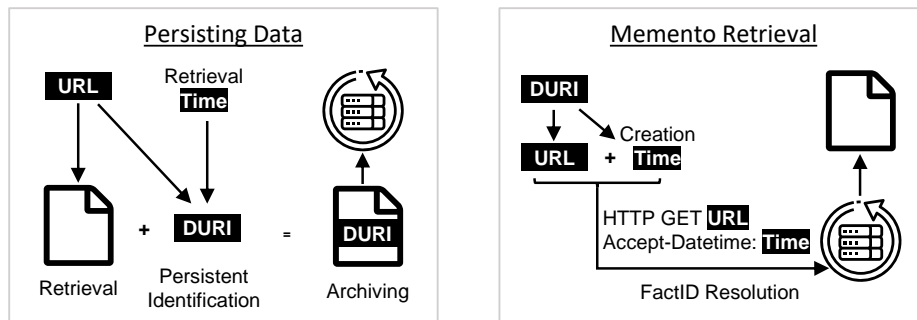 Persisting Data
URL
Retrieval
Time
+
DURI
=
DURI
Retrieval
Persistent
Identification
Archiving
Memento Retrieval
DURI
Creation
URL + Time
HTTP GET URL
Accept-Datetime: Time
FactID Resolution